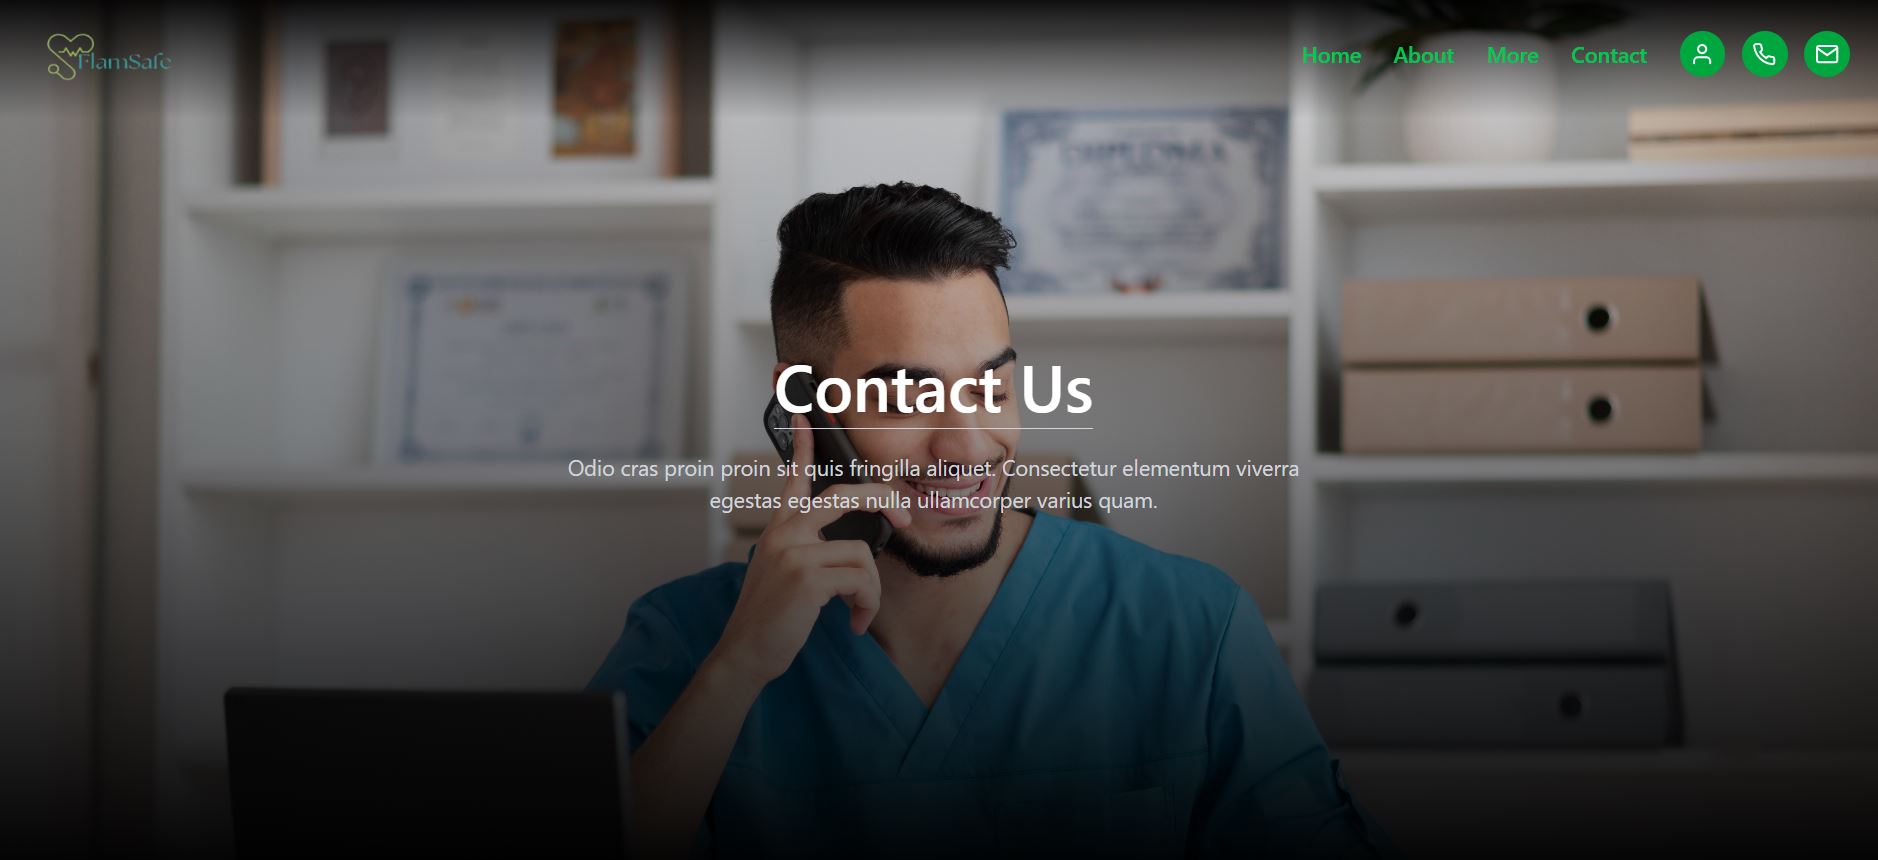 FlamSafe
Home About More Contact
DIPLOMA
Contact Us
Odio cras proin proin sit quis fringilla aliquet. Consectetur elementum viverra
egestas egestas nulla ullamcorper varius quam.